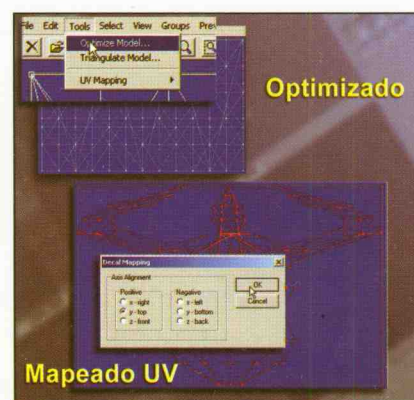 File Edit Tools Select View Groups Prev
Optimize Model...
Triangulate Model...
UV Mapping
Optimizado
Decal Mapping
Axis Alignment
Positive Negative
x - right x - left
y - top y - bottom
z - front z - back
OK
Cancel
Mapeado UV